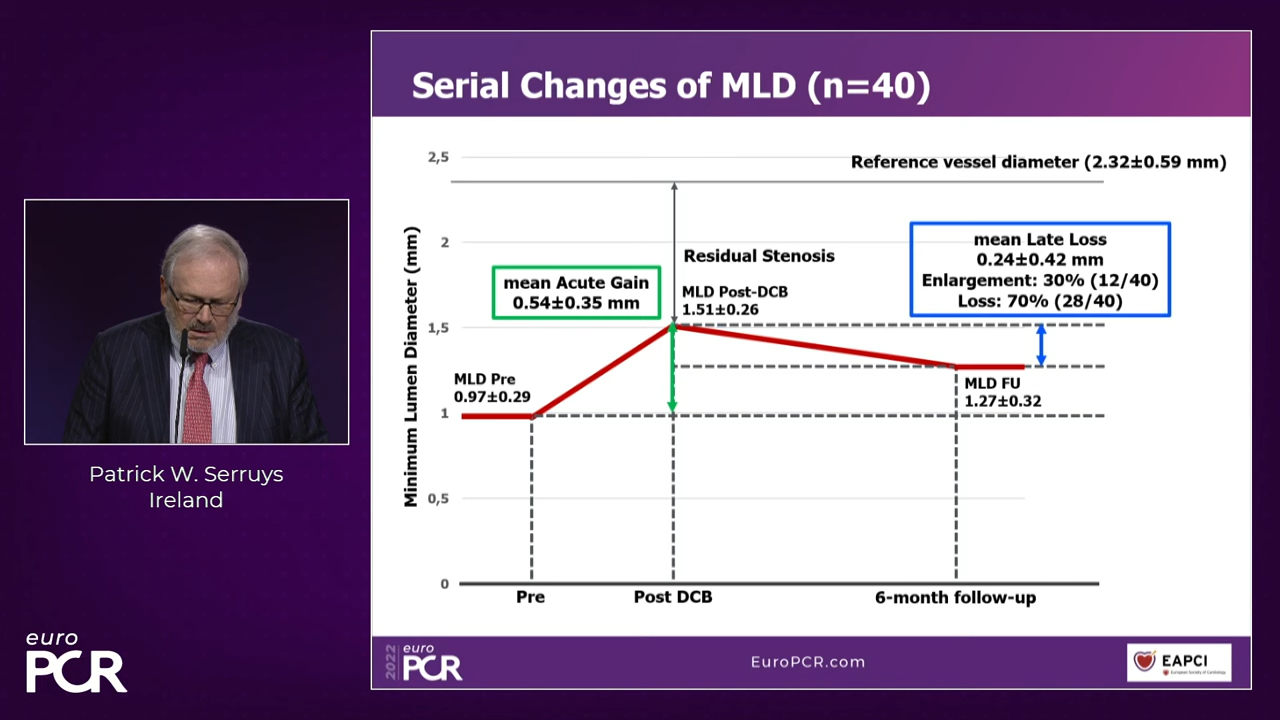 Serial Changes of MLD (n=40)
2,5
Reference vessel diameter (2.32±0.59 mm)
2
Minimum Lumen Diameter (mm)
mean Late Loss
0.24±0.42 mm
Enlargement: 30% (12/40)
Loss: 70% (28/40)
Residual Stenosis
mean Acute Gain
0.54±0.35 mm
MLD Post-DCB
1.51±0.26
1,5
MLD Pre
0.97±0.29
MLD FU
1.27±0.32
1
0,5
0
Pre
Post DCB
6-month follow-up
Patrick W. Serruys
Ireland
euro
PCR
2022
euro
PCR
EuroPCR.com
EAPCI
European Society of Cardiology